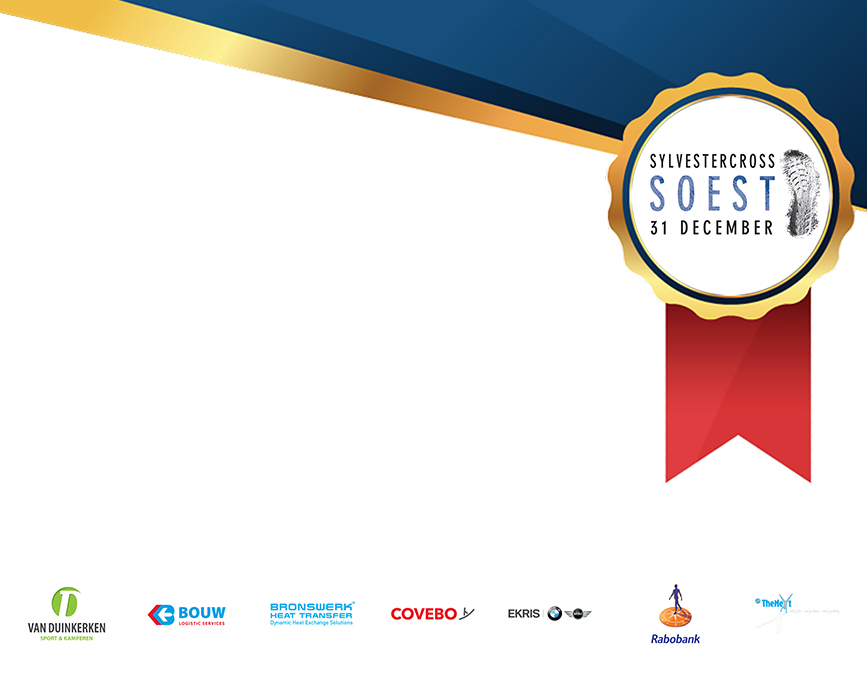 SYLVESTERCROSS
SOEST
31 DECEMBER
VAN DUINKERKEN
SPORT & KAMPEREN
BOUW
LOGISTIC SERVICES
BRONSWERK®
HEAT TRANSFER
Dynamic Heat Exchange Solutions
COVEBO
EKRIS
Rabobank
TheNeXt